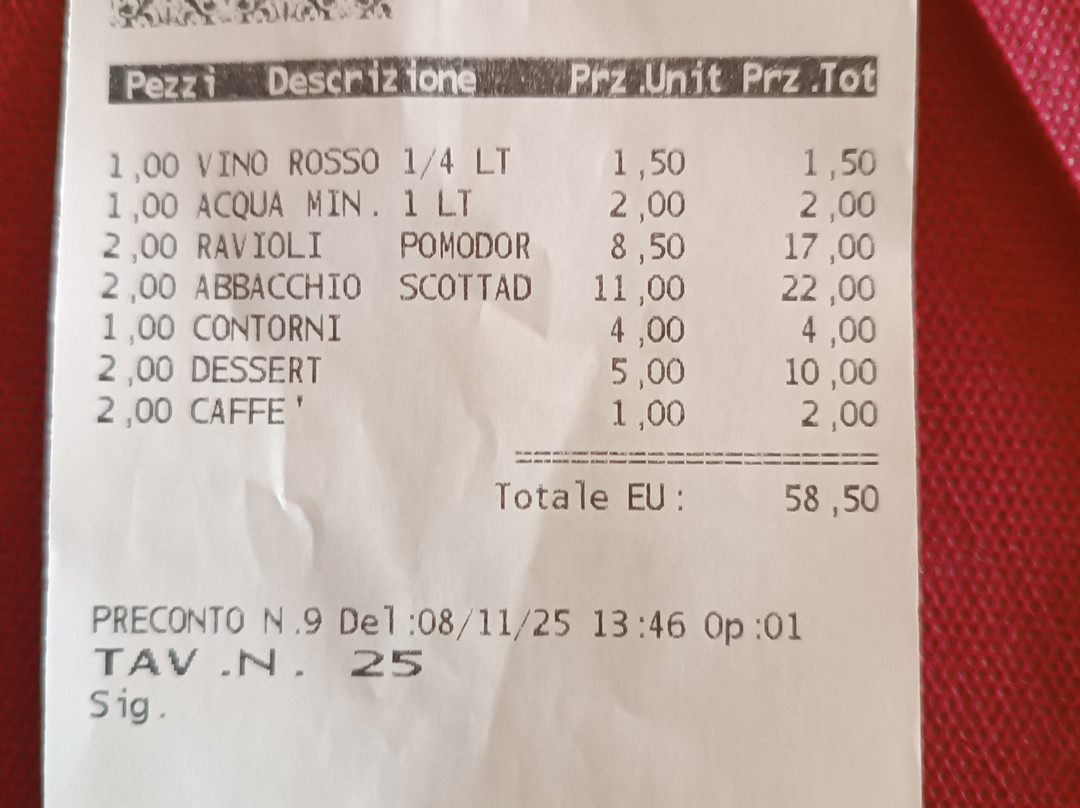 Pezzi Descrizione Prz.Unit Prz.Tot
1,00 VINO ROSSO 1/4 LT 1,50 1,50
1,00 ACQUA MIN. 1 LT 2,00 2,00
2,00 RAVIOLI POMODOR 8,50 17,00
2,00 ABBACCHIO SCOTTAD 11,00 22,00
1,00 CONTORNI 4,00 4,00
2,00 DESSERT 5,00 10,00
2,00 CAFFE' 1,00 2,00
Totale EU: 58,50
PRECONTO N.9 Del:08/11/25 13:46 Op:01
TAV.N. 25
Sig.